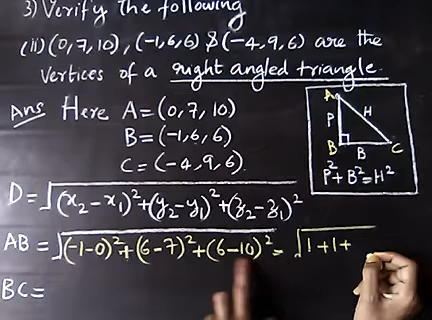 3) Verify the following
(ii) (0,7,10), (-1,6,6) & (-4,9,6) are the
vertices of a right angled triangle.
Ans Here A=(0,7,10)
B=(-1,6,6)
C=(-4,9,6)
A
P H
B B C
P²+B²=H²
D=√(x₂-x₁)²+(y₂-y₁)²+(z₂-z₁)²
AB=√(-1-0)²+(6-7)²+(6-10)² = √1+1+
BC=